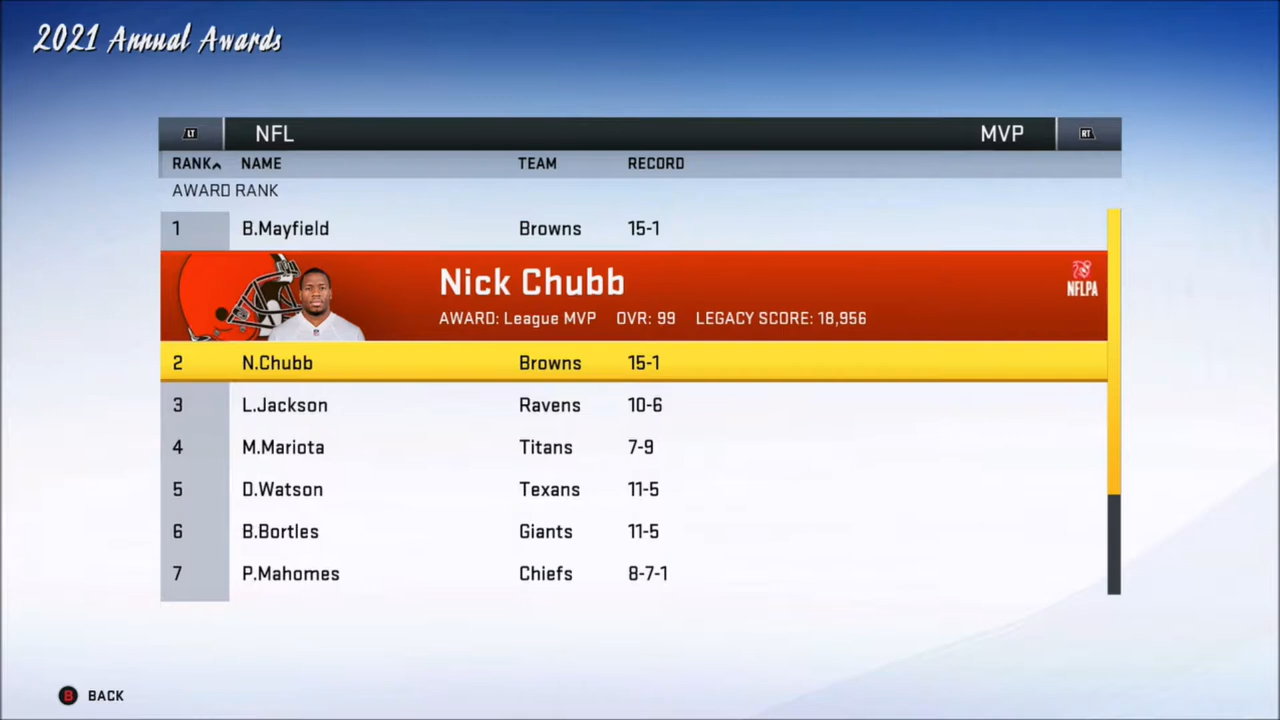 2021 Annual Awards
LT NFL MVP RT
RANK NAME TEAM RECORD
AWARD RANK
1 B.Mayfield Browns 15-1
Nick Chubb
AWARD: League MVP OVR: 99 LEGACY SCORE: 18,956
NFLPA
2 N.Chubb Browns 15-1
3 L.Jackson Ravens 10-6
4 M.Mariota Titans 7-9
5 D.Watson Texans 11-5
6 B.Bortles Giants 11-5
7 P.Mahomes Chiefs 8-7-1
B BACK